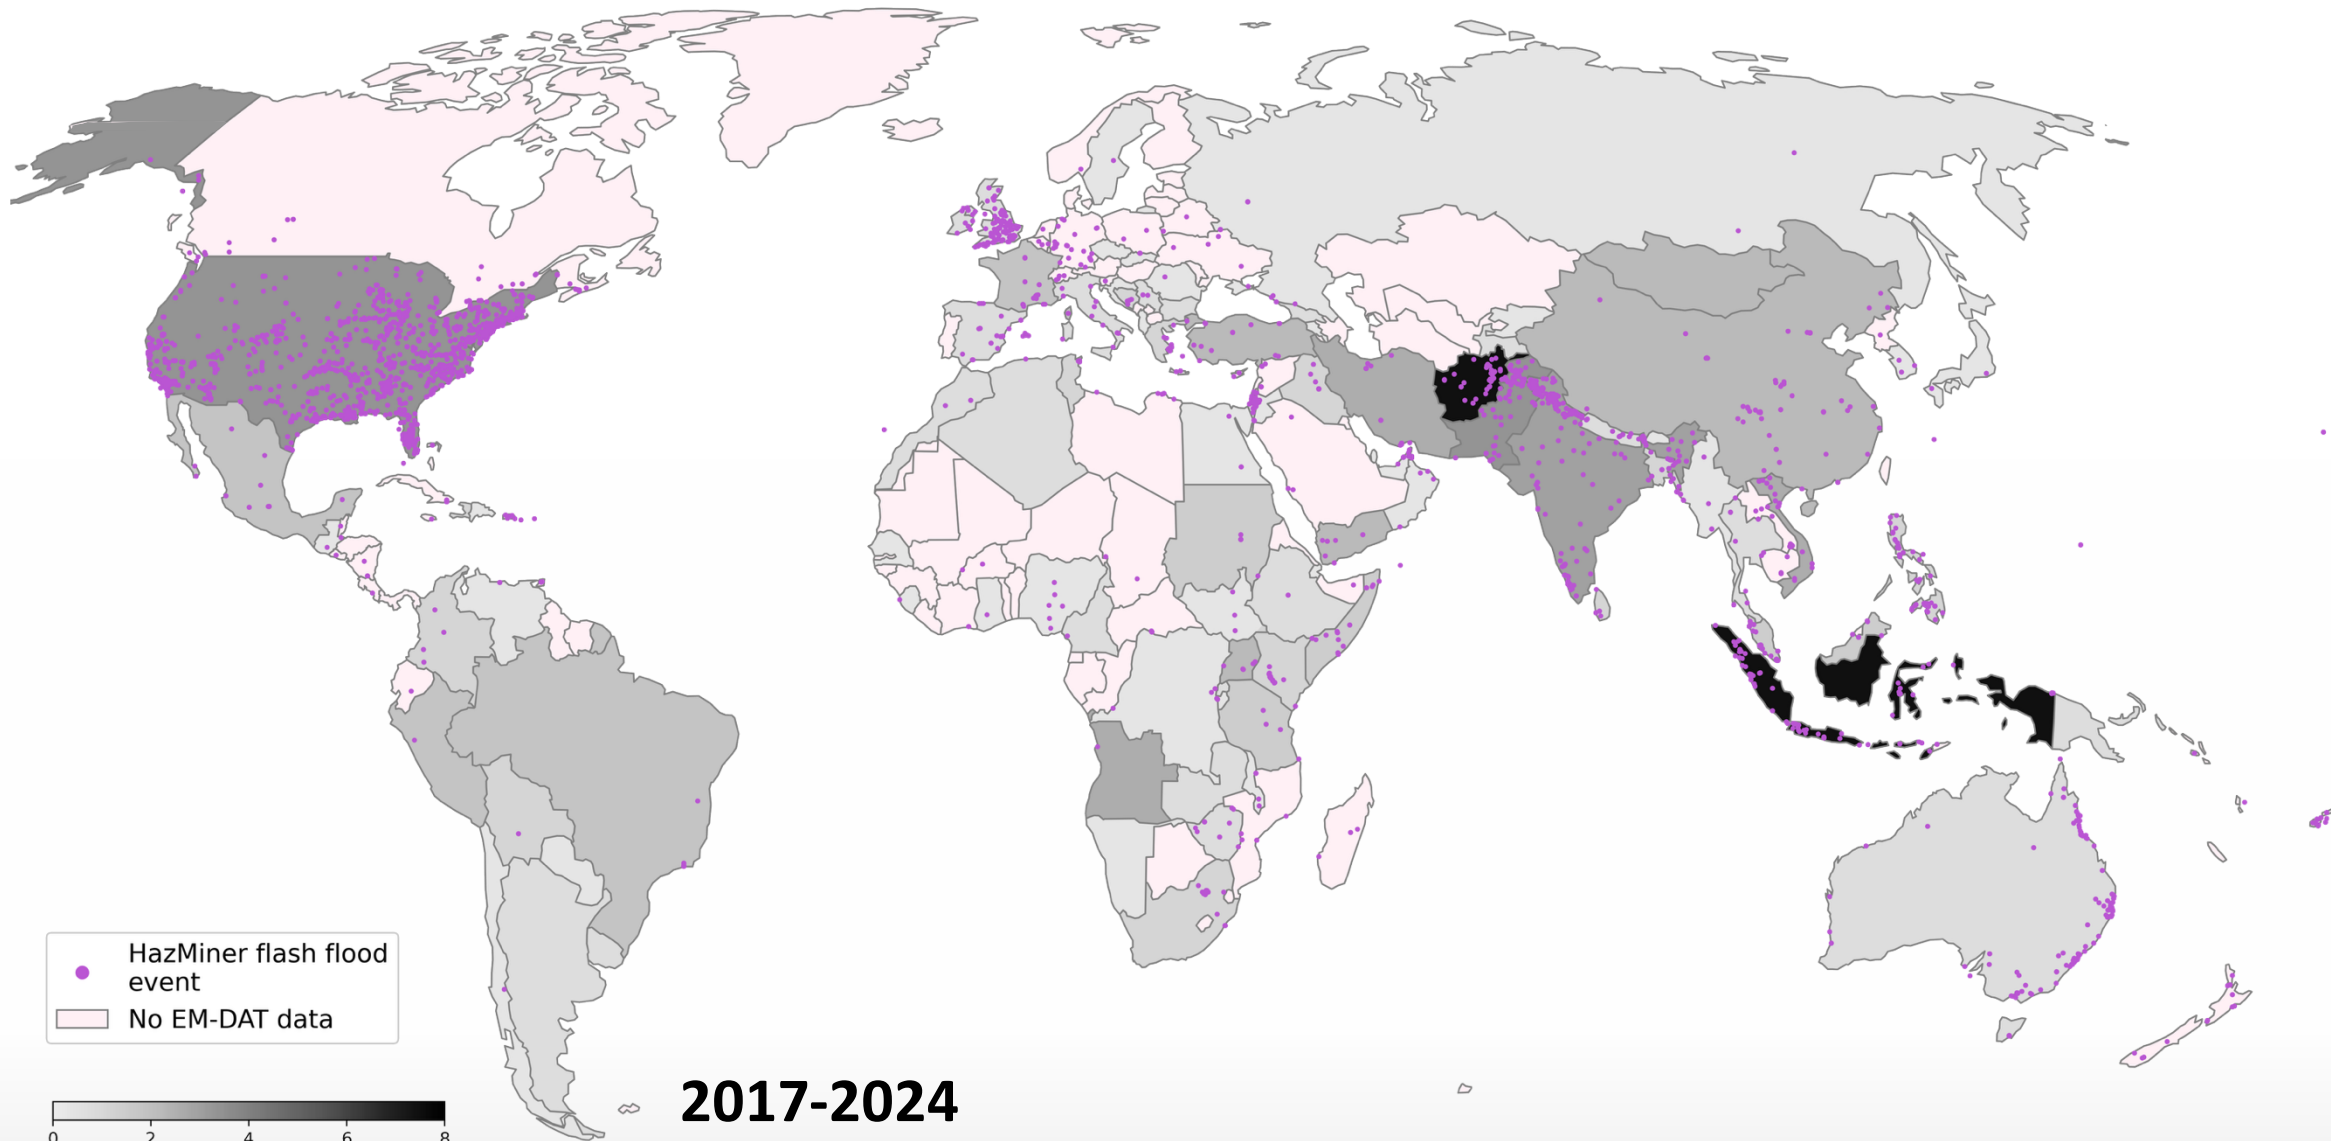 HazMiner flash flood
event
No EM-DAT data
2017-2024
0 2 4 6 8